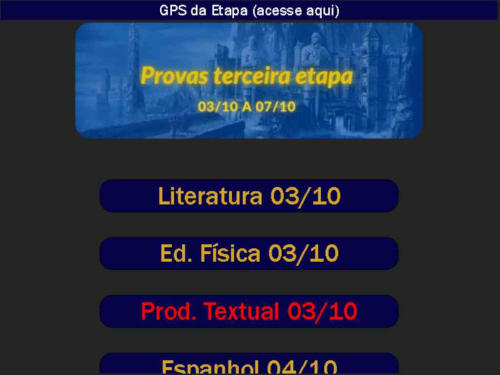 GPS da Etapa (acesse aqui)
Provas terceira etapa
03/10 A 07/10
Literatura 03/10
Ed. Física 03/10
Prod. Textual 03/10
Espanhol 04/10